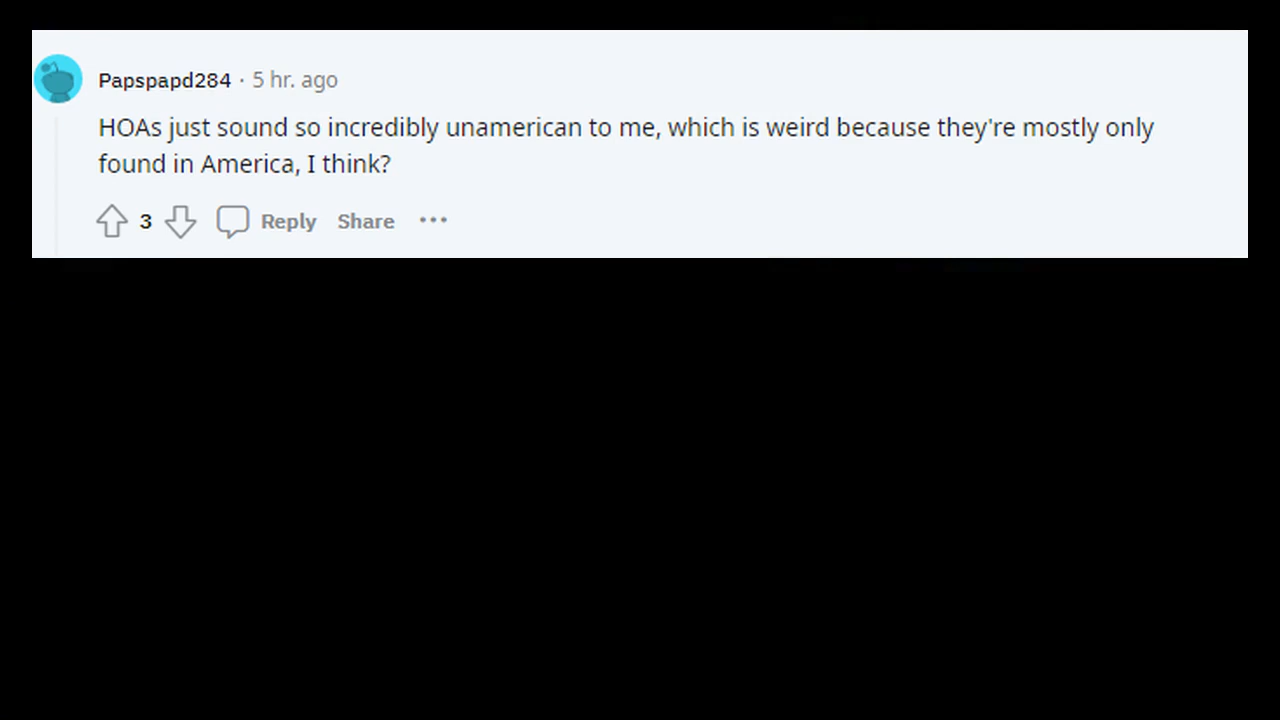 Papspapd284 · 5 hr. ago
HOAs just sound so incredibly unamerican to me, which is weird because they're mostly only
found in America, I think?
3 Reply Share ···